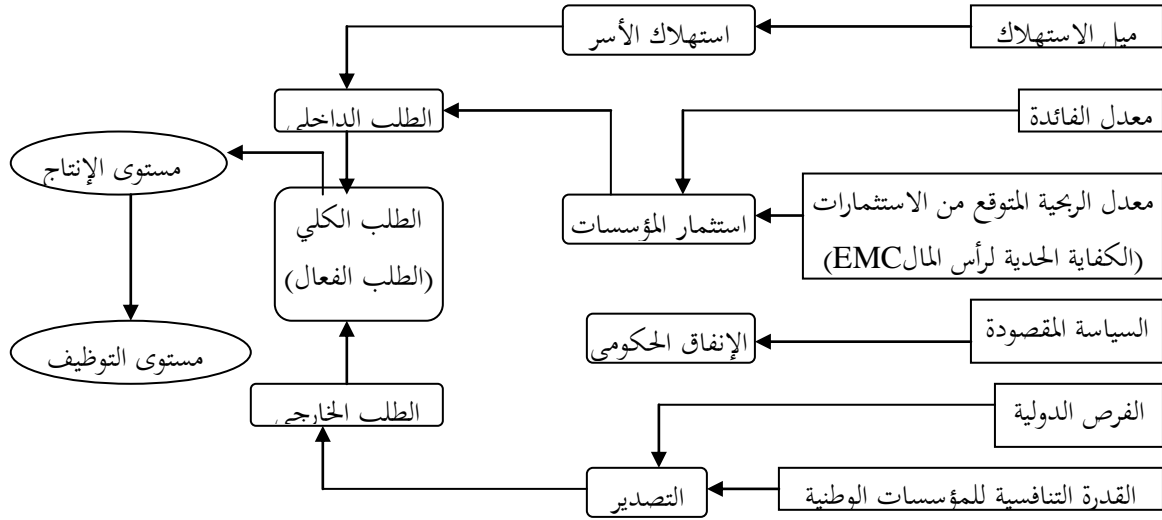 ميل الاستهلاك
استهلاك الأسر
معدل الفائدة
الطلب الداخلي
مستوى الإنتاج
معدل الربحية المتوقع من الاستثمارات
(الكفاية الحدية لرأس المالEMC)
استثمار المؤسسات
الطلب الكلي
(الطلب الفعال)
السياسة المقصودة
الإنفاق الحكومي
مستوى التوظيف
الفرص الدولية
الطلب الخارجي
القدرة التنافسية للمؤسسات الوطنية
التصدير